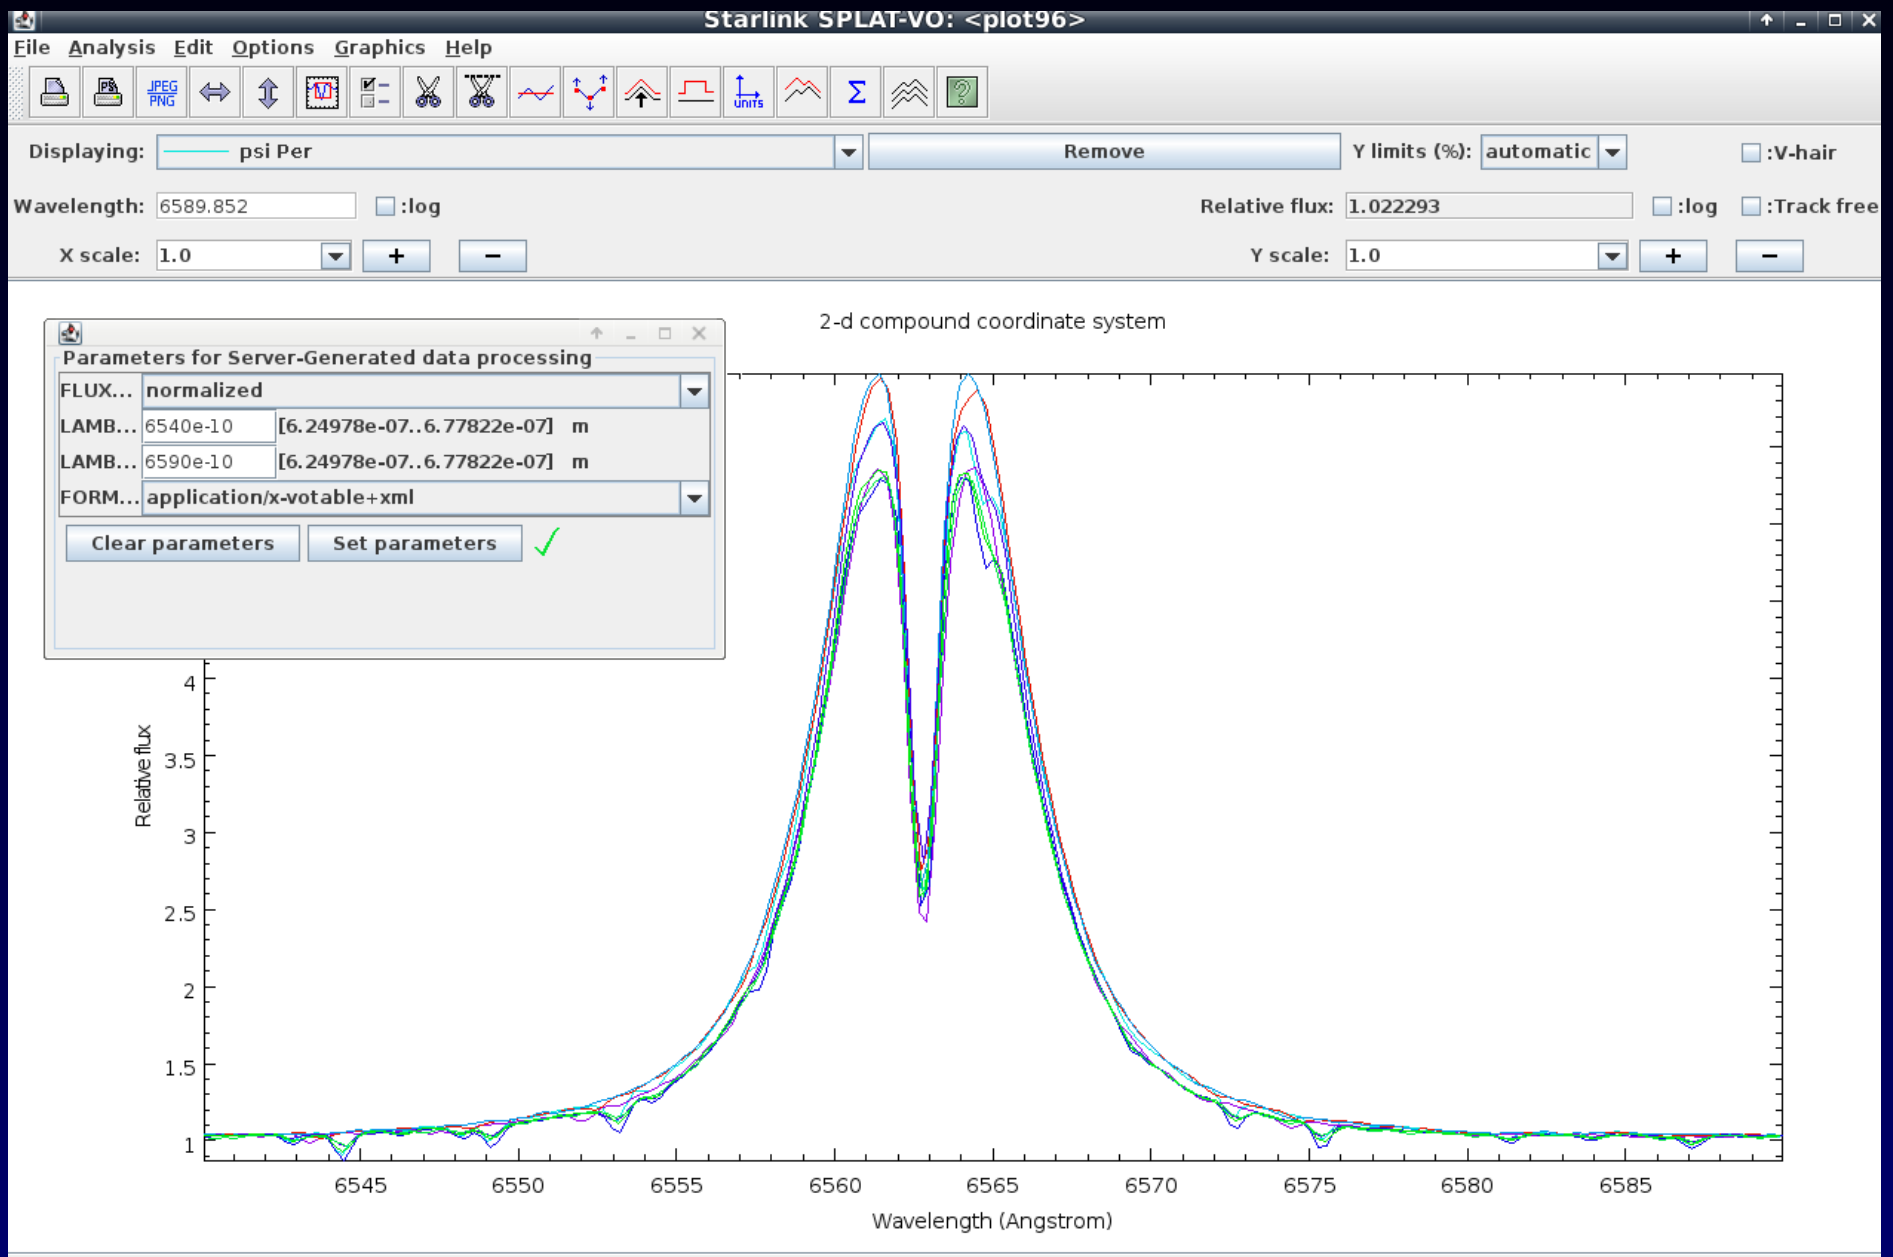 Starlink SPLAT-VO: <plot96>
File Analysis Edit Options Graphics Help
PS JPEG PNG UNITS Σ ?
Displaying: psi Per Remove Y limits (%): automatic :V-hair
Wavelength: 6589.852 :log Relative flux: 1.022293 :log :Track free
X scale: 1.0 + − Y scale: 1.0 + −
2-d compound coordinate system
Parameters for Server-Generated data processing
FLUX... normalized
LAMB... 6540e-10 [6.24978e-07..6.77822e-07] m
LAMB... 6590e-10 [6.24978e-07..6.77822e-07] m
FORM... application/x-votable+xml
Clear parameters Set parameters
4
3.5
3
2.5
2
1.5
1
Relative flux
6545 6550 6555 6560 6565 6570 6575 6580 6585
Wavelength (Angstrom)